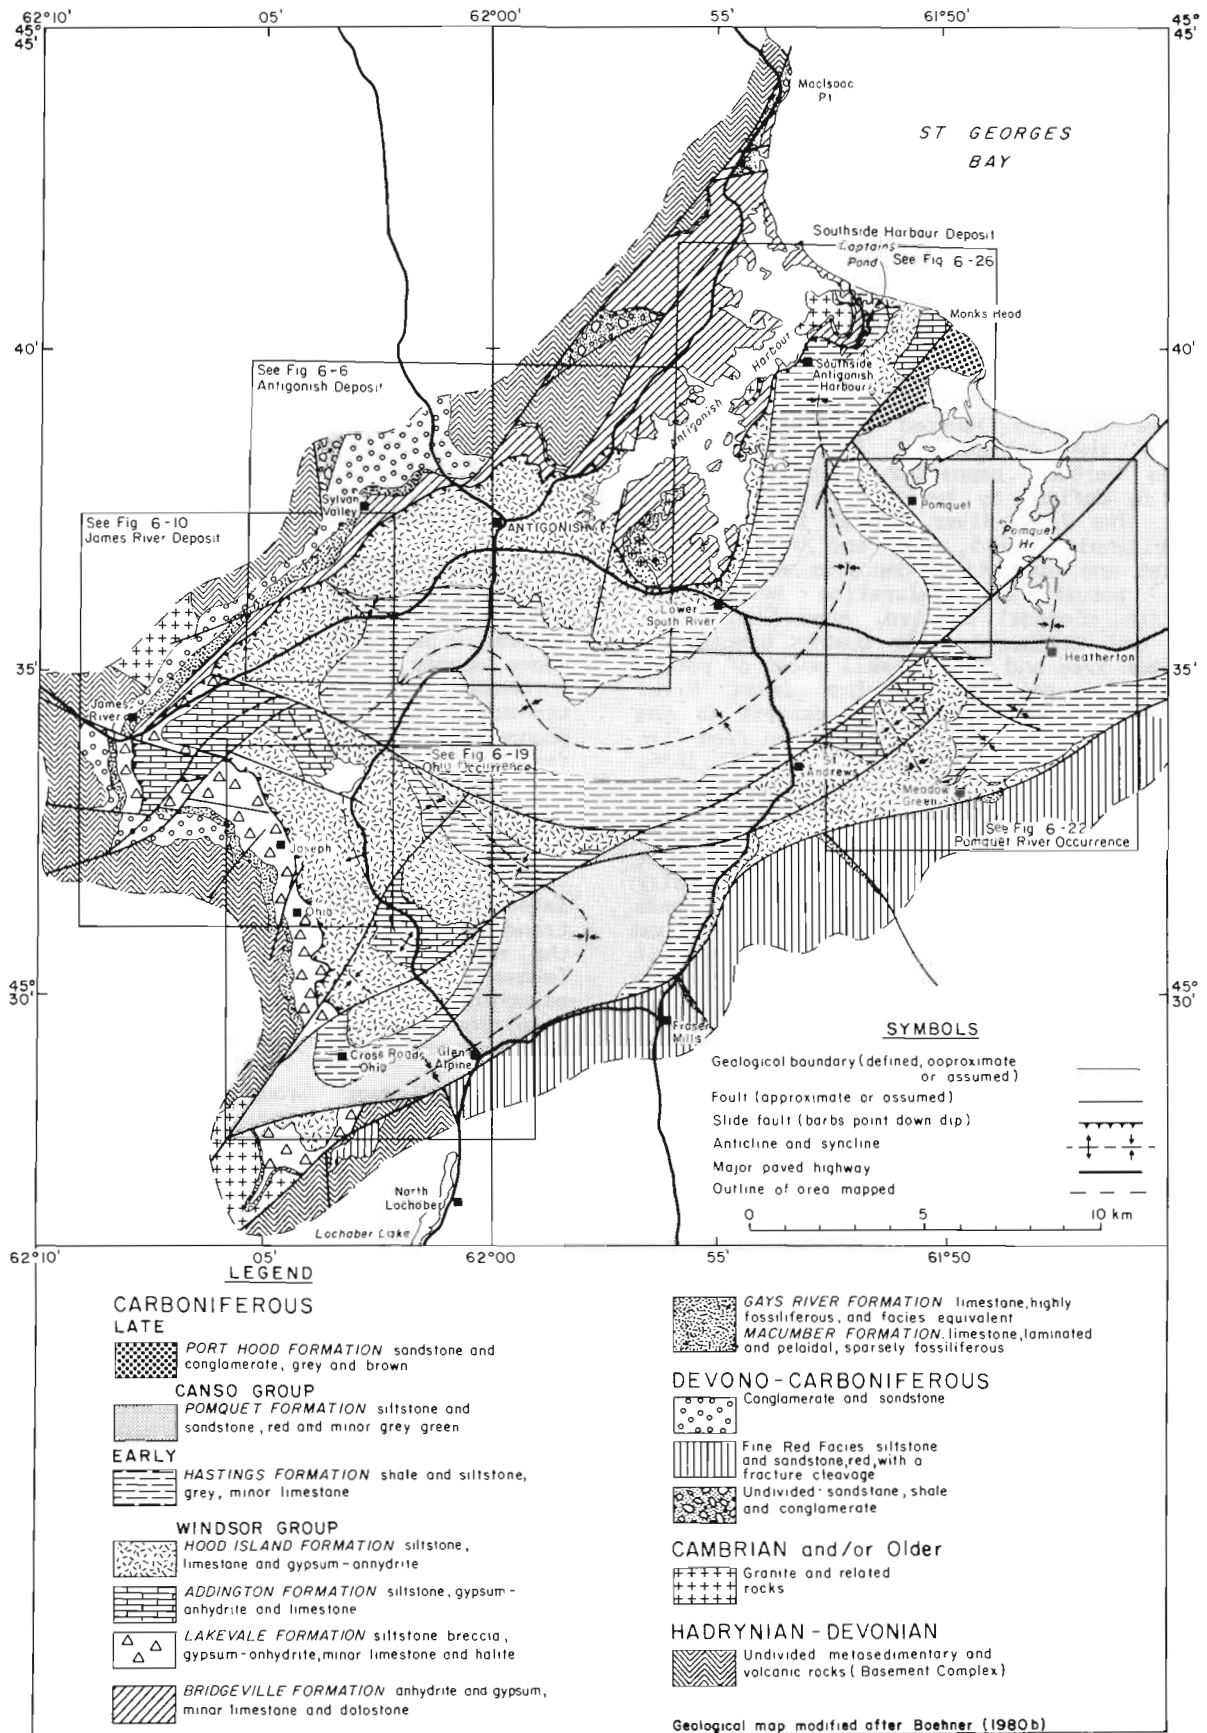 62°10' 05' 62°00 55' 61°50 45°
45°
45' 45'
MacIsaac
Pt
ST GEORGES
BAY
Southside Harbour Deposit
Captains
Pond See Fig 6-26
Monks Head
40' 40'
See Fig 6-6
Antigonish Deposit
Harbour
Antigonish
Southside
Antigonish
Harbour
Sylvan
Valley
See Fig 6-10
James River Deposit
ANTIGONISH
Pomquet
Pomquet
Hr
Lower
South River
Heatherton
35' 35'
James
River
See Fig 6-19
Ohio Occurrence
St
Andrews
Meadow
Green
See Fig 6-22
Pomquet River Occurrence
Joseph
Ohio
45°
30'
45°
30'
Fraser
Mills
Cross Roads
Ohio
Glen
Alpine
North
Lochaber
Lochaber Lake
SYMBOLS
Geological boundary (defined, approximate
or assumed)
Fault (approximate or assumed)
Slide fault (barbs point down dip)
Anticline and syncline
Major paved highway
Outline of area mapped
0 5 10 km
62°10' 05' 62°00 55' 61°50
LEGEND
CARBONIFEROUS
LATE
PORT HOOD FORMATION sandstone and
conglomerate, grey and brown
CANSO GROUP
POMQUET FORMATION siltstone and
sandstone, red and minor grey green
EARLY
HASTINGS FORMATION shale and siltstone,
grey, minor limestone
WINDSOR GROUP
HOOD ISLAND FORMATION siltstone,
limestone and gypsum-anhydrite
ADDINGTON FORMATION siltstone, gypsum-
anhydrite and limestone
LAKEVALE FORMATION siltstone breccia,
gypsum-anhydrite, minor limestone and halite
BRIDGEVILLE FORMATION anhydrite and gypsum,
minor limestone and dolostone
GAYS RIVER FORMATION limestone, highly
fossiliferous, and facies equivalent
MACUMBER FORMATION. limestone, laminated
and peloidal, sparsely fossiliferous
DEVONO-CARBONIFEROUS
Conglomerate and sandstone
Fine Red Facies siltstone
and sandstone, red, with a
fracture cleavage
Undivided sandstone, shale
and conglomerate
CAMBRIAN and/or Older
Granite and related
rocks
HADRYNIAN-DEVONIAN
Undivided metasedimentary and
volcanic rocks (Basement Complex)
Geological map modified after Boehner (1980b)